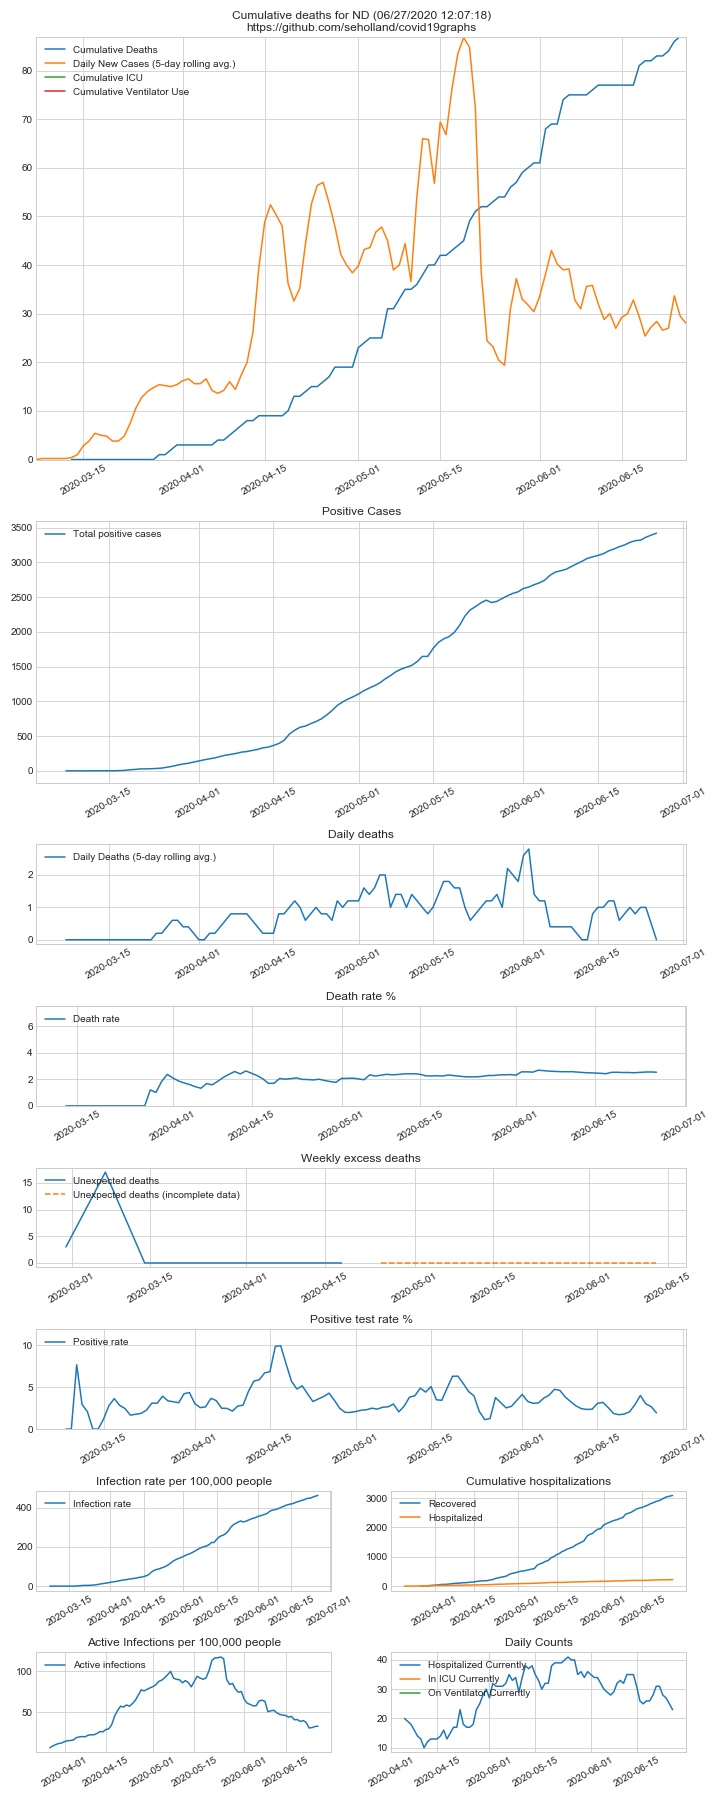 Cumulative deaths for ND (06/27/2020 12:07:18)
https://github.com/seholland/covid19graphs
Cumulative Deaths
Daily New Cases (5-day rolling avg.)
Cumulative ICU
Cumulative Ventilator Use
80
70
60
50
40
30
20
10
0
2020-03-15 2020-04-01 2020-04-15 2020-05-01 2020-05-15 2020-06-01 2020-06-15
Positive Cases
Total positive cases
3500
3000
2500
2000
1500
1000
500
0
2020-03-15 2020-04-01 2020-04-15 2020-05-01 2020-05-15 2020-06-01 2020-06-15 2020-07-01
Daily deaths
Daily Deaths (5-day rolling avg.)
2
1
0
2020-03-15 2020-04-01 2020-04-15 2020-05-01 2020-05-15 2020-06-01 2020-06-15 2020-07-01
Death rate %
Death rate
6
4
2
0
2020-03-15 2020-04-01 2020-04-15 2020-05-01 2020-05-15 2020-06-01 2020-06-15 2020-07-01
Weekly excess deaths
Unexpected deaths
Unexpected deaths (incomplete data)
15
10
5
0
2020-03-01 2020-03-15 2020-04-01 2020-04-15 2020-05-01 2020-05-15 2020-06-01 2020-06-15
Positive test rate %
Positive rate
10
5
0
2020-03-15 2020-04-01 2020-04-15 2020-05-01 2020-05-15 2020-06-01 2020-06-15 2020-07-01
Infection rate per 100,000 people
Infection rate
400
200
0
2020-03-15 2020-04-01 2020-04-15 2020-05-01 2020-05-15 2020-06-01 2020-06-15 2020-07-01
Cumulative hospitalizations
Recovered
Hospitalized
3000
2000
1000
0
2020-04-01 2020-04-15 2020-05-01 2020-05-15 2020-06-01 2020-06-15
Active Infections per 100,000 people
Active infections
100
50
2020-04-01 2020-04-15 2020-05-01 2020-05-15 2020-06-01 2020-06-15
Daily Counts
Hospitalized Currently
In ICU Currently
On Ventilator Currently
40
30
20
10
2020-04-01 2020-04-15 2020-05-01 2020-05-15 2020-06-01 2020-06-15